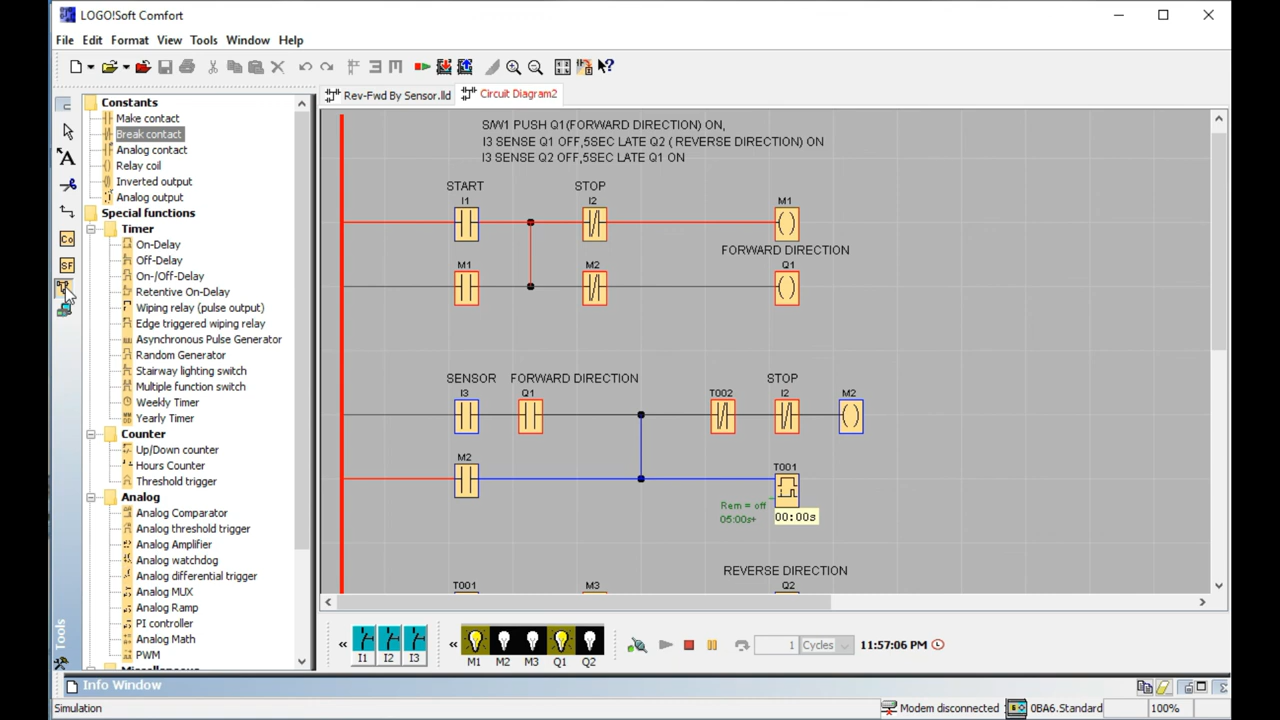 LOGO!Soft Comfort
File Edit Format View Tools Window Help
Rev-Fwd By Sensor.lld
Circuit Diagram2
Constants
Make contact
Break contact
Analog contact
Relay coil
Inverted output
Analog output
Special functions
Timer
On-Delay
Off-Delay
On-/Off-Delay
Retentive On-Delay
Wiping relay (pulse output)
Edge triggered wiping relay
Asynchronous Pulse Generator
Random Generator
Stairway lighting switch
Multiple function switch
Weekly Timer
Yearly Timer
Counter
Up/Down counter
Hours Counter
Threshold trigger
Analog
Analog Comparator
Analog threshold trigger
Analog Amplifier
Analog watchdog
Analog differential trigger
Analog MUX
Analog Ramp
PI controller
Analog Math
PWM
Miscellaneous
Co
SF
A
Tools
S/W1 PUSH Q1(FORWARD DIRECTION) ON,
I3 SENSE Q1 OFF,5SEC LATE Q2 ( REVERSE DIRECTION) ON
I3 SENSE Q2 OFF,5SEC LATE Q1 ON
START STOP
I1 I2 M1
FORWARD DIRECTION
M1 M2 Q1
SENSOR FORWARD DIRECTION STOP
I3 Q1 T002 I2 M2
M2 T001
Rem = off
05:00s+
00:00s
REVERSE DIRECTION
T001 M3 Q2
« I1 I2 I3 « M1 M2 M3 Q1 Q2
1 Cycles 11:57:06 PM
Info Window
Simulation Modem disconnected 0BA6.Standard 100%